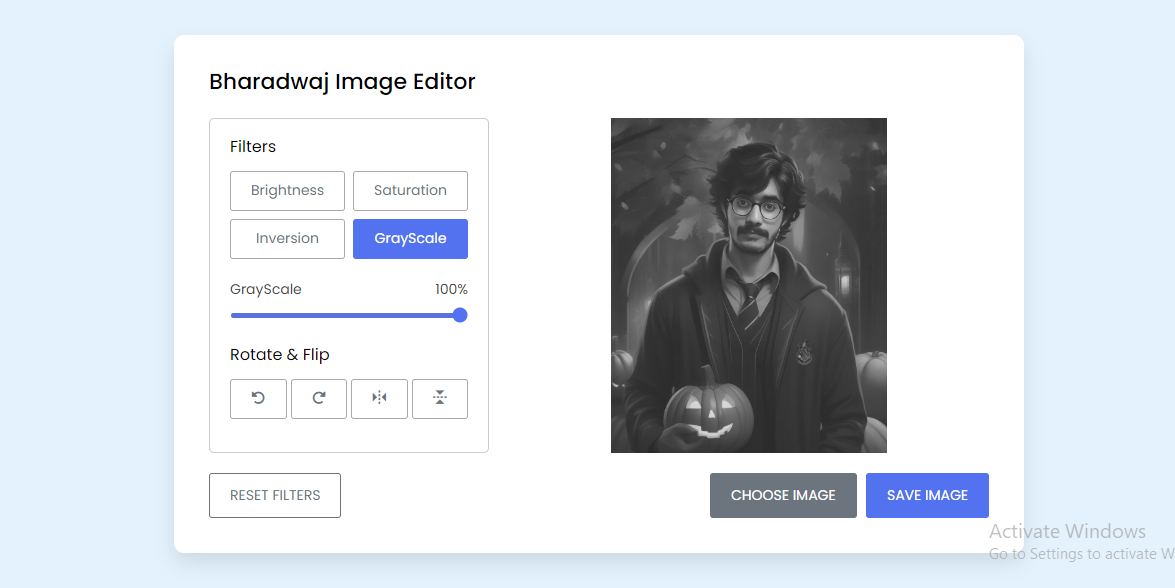 Bharadwaj Image Editor
Filters
Brightness Saturation
Inversion GrayScale
GrayScale 100%
Rotate & Flip
RESET FILTERS CHOOSE IMAGE SAVE IMAGE
Activate Windows
Go to Settings to activate W